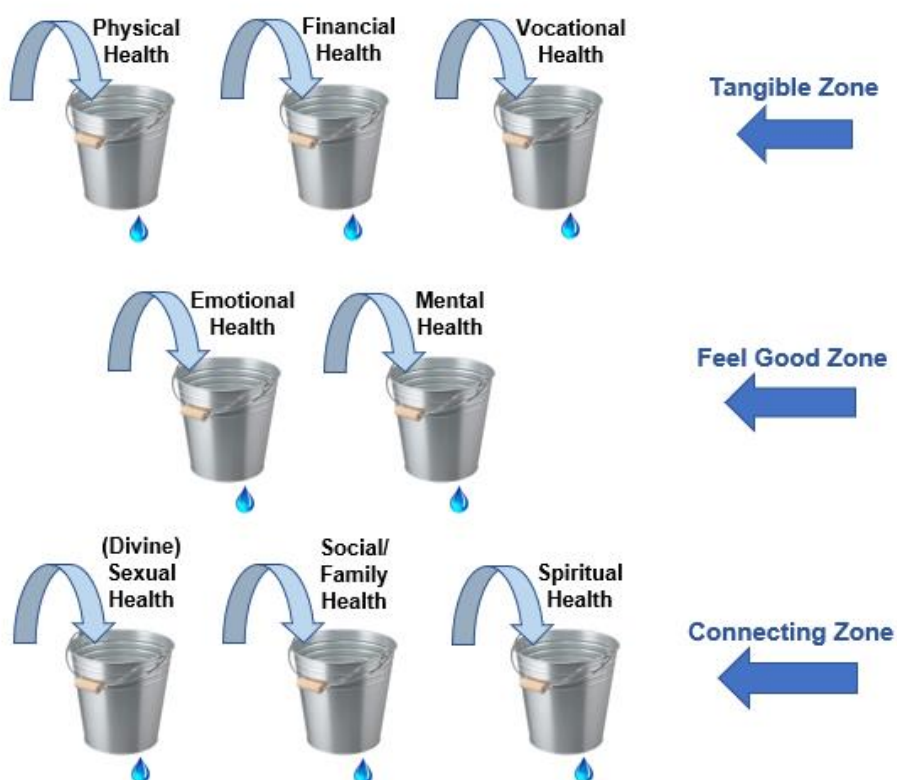 Physical
Health
Financial
Health
Vocational
Health
Tangible Zone
Emotional
Health
Mental
Health
Feel Good Zone
(Divine)
Sexual
Health
Social/
Family
Health
Spiritual
Health
Connecting Zone